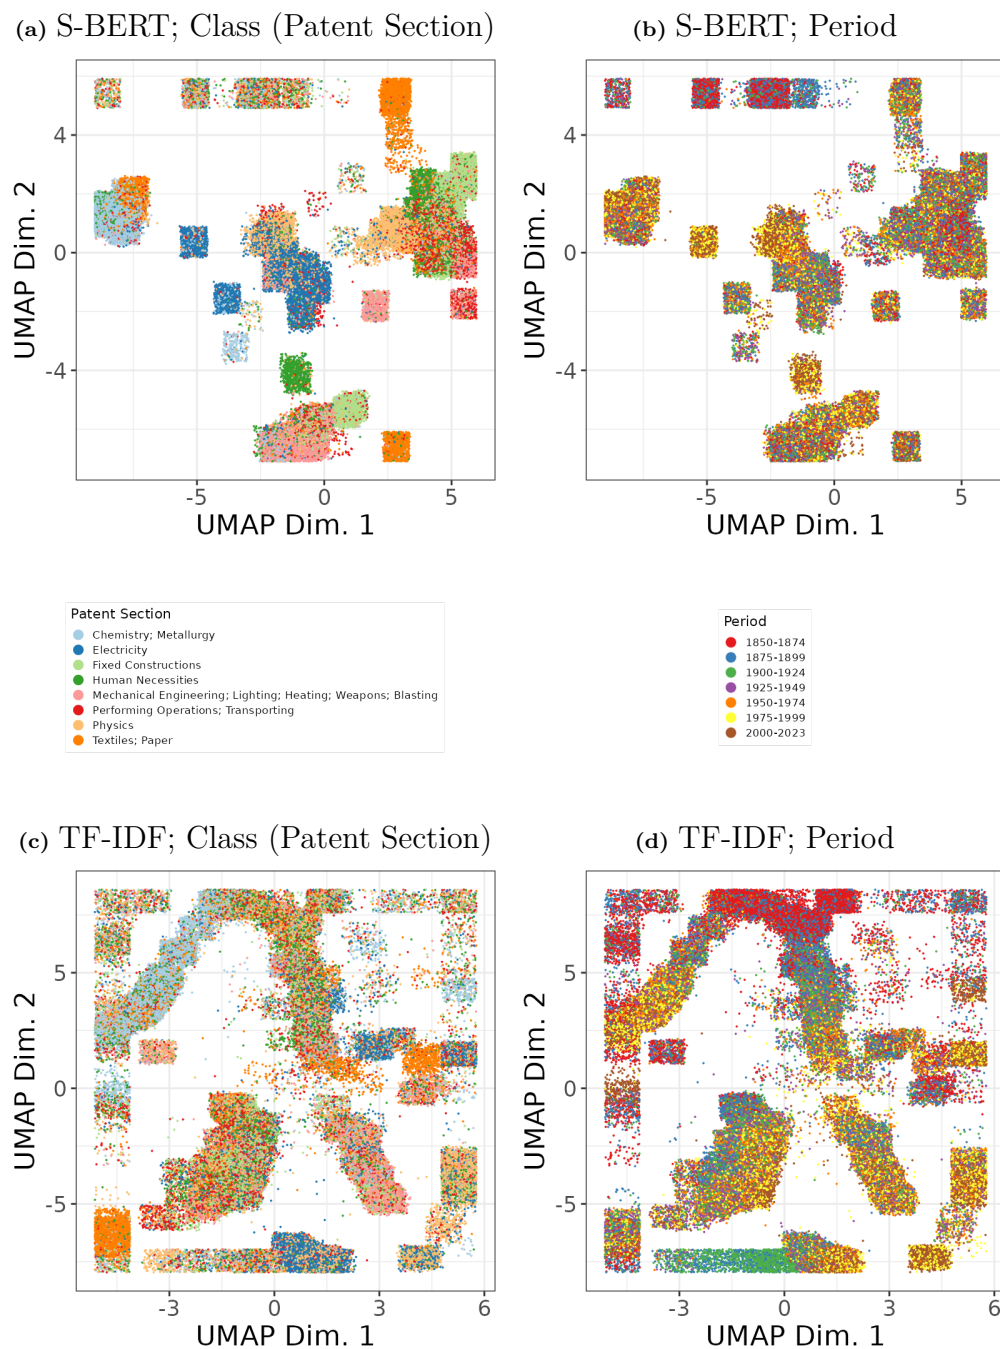 (a) S-BERT; Class (Patent Section)
(b) S-BERT; Period
UMAP Dim. 2
4
0
-4
-5
0
5
UMAP Dim. 1
UMAP Dim. 2
4
0
-4
-5
0
5
UMAP Dim. 1
Patent Section
Chemistry; Metallurgy
Electricity
Fixed Constructions
Human Necessities
Mechanical Engineering; Lighting; Heating; Weapons; Blasting
Performing Operations; Transporting
Physics
Textiles; Paper
Period
1850-1874
1875-1899
1900-1924
1925-1949
1950-1974
1975-1999
2000-2023
(c) TF-IDF; Class (Patent Section)
(d) TF-IDF; Period
UMAP Dim. 2
5
0
-5
-3
0
3
6
UMAP Dim. 1
UMAP Dim. 2
5
0
-5
-3
0
3
6
UMAP Dim. 1